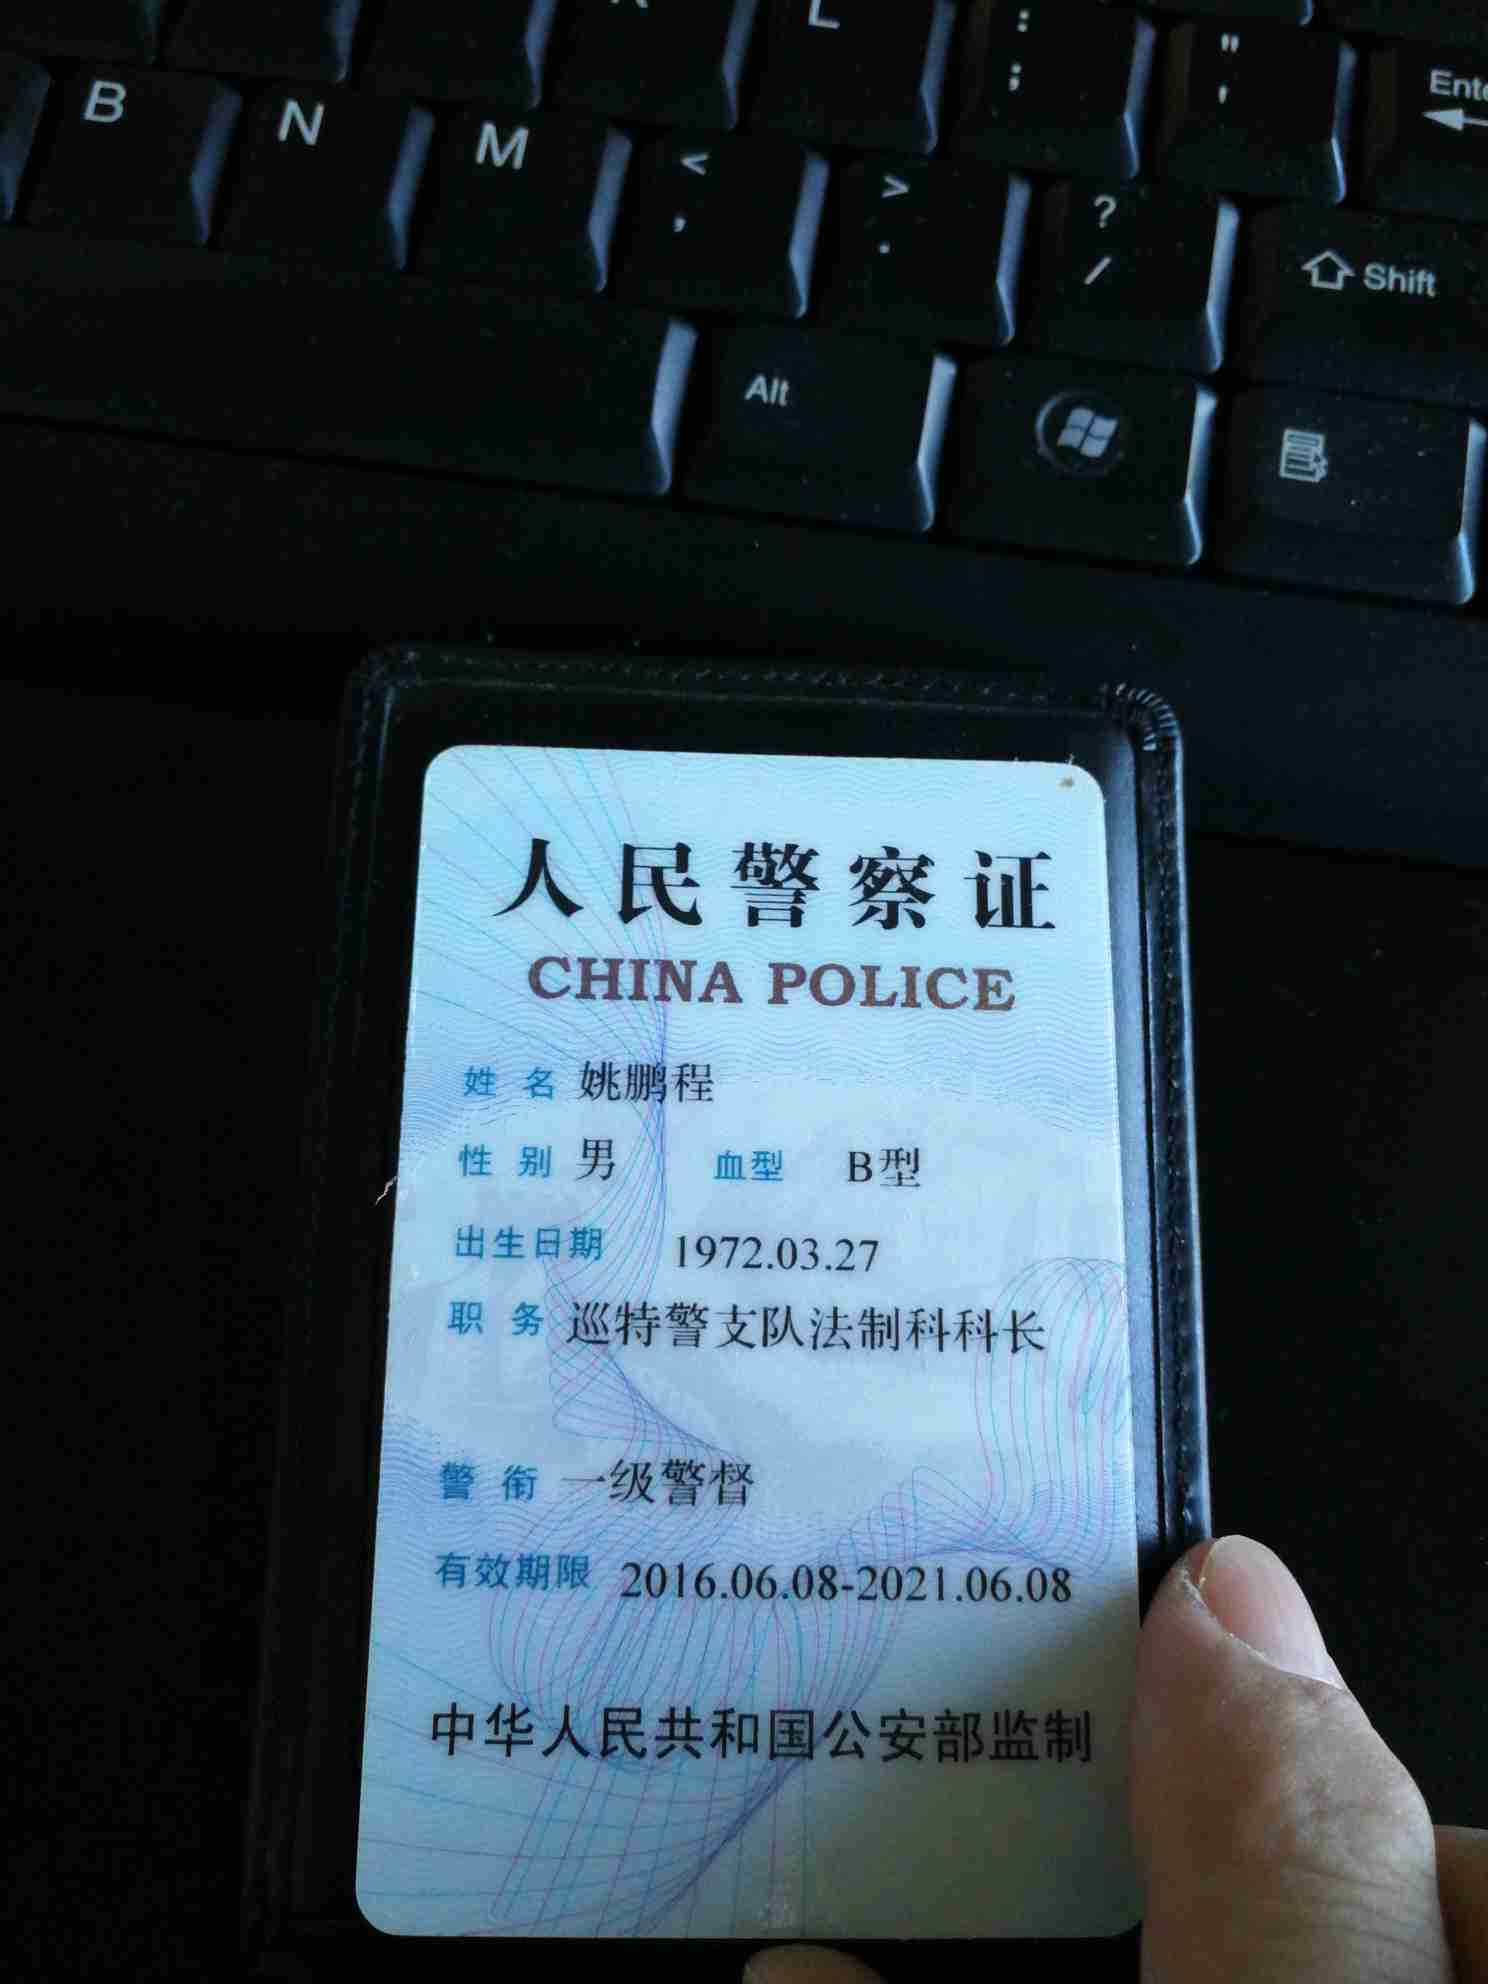 L : "
; '
Enter
B N M < > ?
, . /
Shift
Alt
人民警察证
CHINA POLICE
姓 名 姚鹏程
性 别 男 血型 B型
出生日期 1972.03.27
职 务 巡特警支队法制科科长
警 衔 一级警督
有效期限 2016.06.08-2021.06.08
中华人民共和国公安部监制